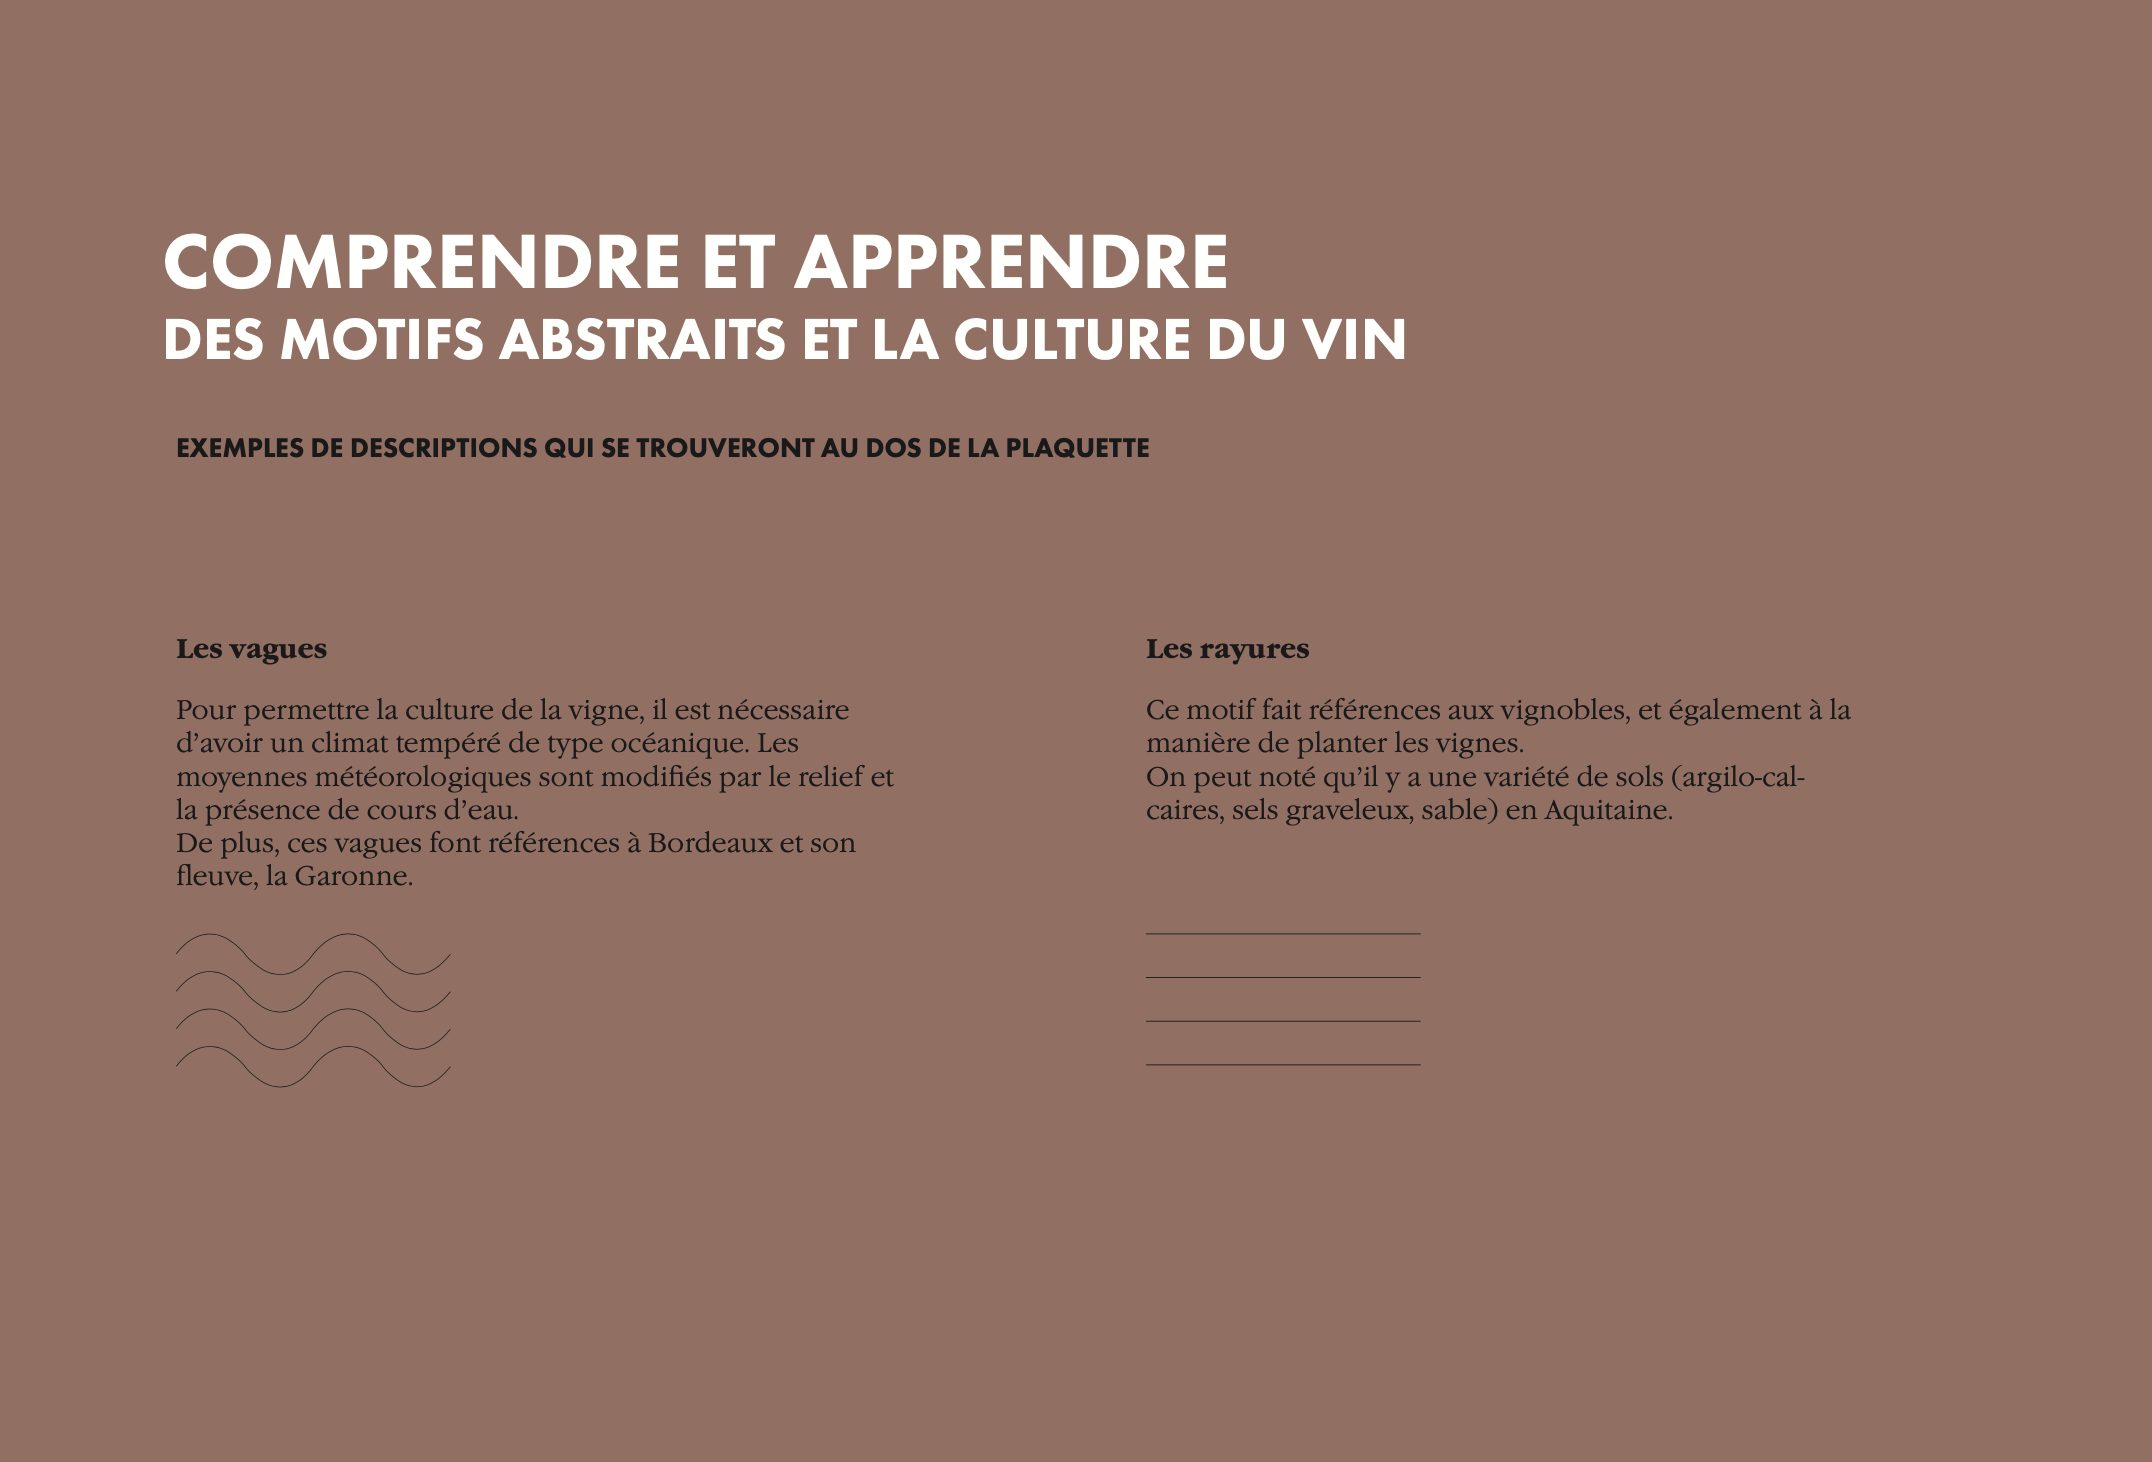 COMPRENDRE ET APPRENDRE
DES MOTIFS ABSTRAITS ET LA CULTURE DU VIN
EXEMPLES DE DESCRIPTIONS QUI SE TROUVERONT AU DOS DE LA PLAQUETTE
Les vagues
Pour permettre la culture de la vigne, il est nécessaire
d’avoir un climat tempéré de type océanique. Les
moyennes météorologiques sont modifiés par le relief et
la présence de cours d’eau.
De plus, ces vagues font références à Bordeaux et son
fleuve, la Garonne.
Les rayures
Ce motif fait références aux vignobles, et également à la
manière de planter les vignes.
On peut noté qu’il y a une variété de sols (argilo-cal-
caires, sels graveleux, sable) en Aquitaine.